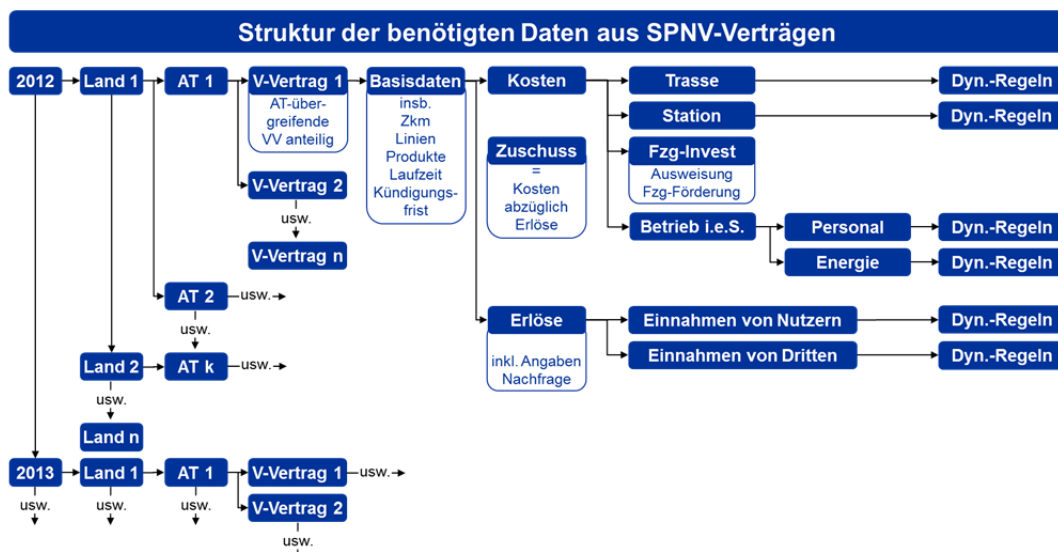 Struktur der benötigten Daten aus SPNV-Verträgen
2012
Land 1
AT 1
V-Vertrag 1
AT-über-
greifende
VV anteilig
Basisdaten
insb.
Zkm
Linien
Produkte
Laufzeit
Kündigungs-
frist
Kosten
Trasse
Dyn.-Regeln
Station
Dyn.-Regeln
Zuschuss
=
Kosten
abzüglich
Erlöse
Fzg-Invest
Ausweisung
Fzg-Förderung
V-Vertrag 2
usw.
V-Vertrag n
Betrieb i.e.S.
Personal
Dyn.-Regeln
Energie
Dyn.-Regeln
AT 2
usw.
usw.
Erlöse
inkl. Angaben
Nachfrage
Einnahmen von Nutzern
Dyn.-Regeln
Einnahmen von Dritten
Dyn.-Regeln
Land 2
AT k
usw.
usw.
Land n
2013
Land 1
AT 1
V-Vertrag 1
usw.
usw.
usw.
usw.
V-Vertrag 2
usw.